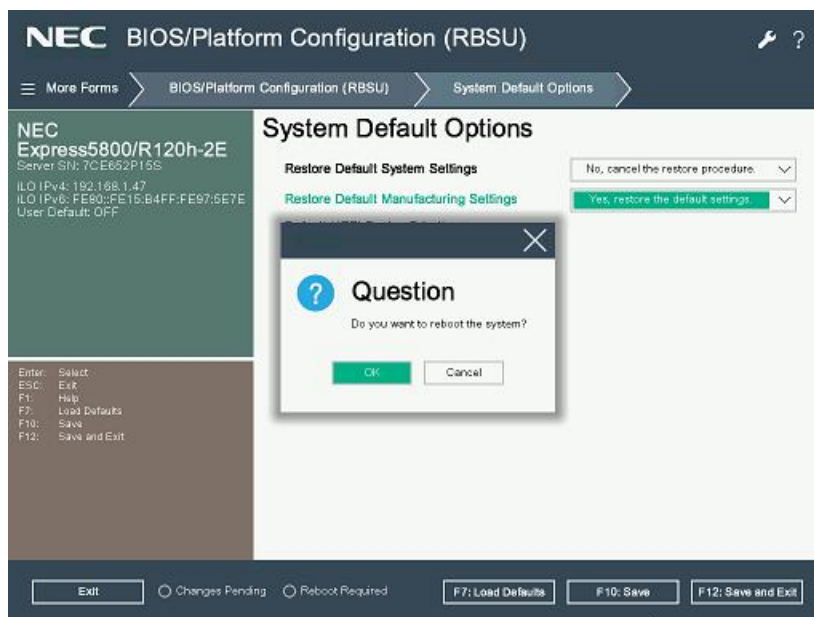 NEC BIOS/Platform Configuration (RBSU)
?
More Forms
BIOS/Platform Configuration (RBSU)
System Default Options
NEC
Express5800/R120h-2E
Server SN: 7CE652P15S
iLO IPv4: 192.168.1.47
iLO IPv6: FE80::FE15:B4FF:FE97:5E7E
User Default: OFF
System Default Options
Restore Default System Settings
No, cancel the restore procedure.
Restore Default Manufacturing Settings
Yes, restore the default settings.
?
Question
Do you want to reboot the system?
OK
Cancel
Enter: Select
ESC: Exit
F1: Help
F7: Load Defaults
F10: Save
F12: Save and Exit
Exit
Changes Pending
Reboot Required
F7: Load Defaults
F10: Save
F12: Save and Exit